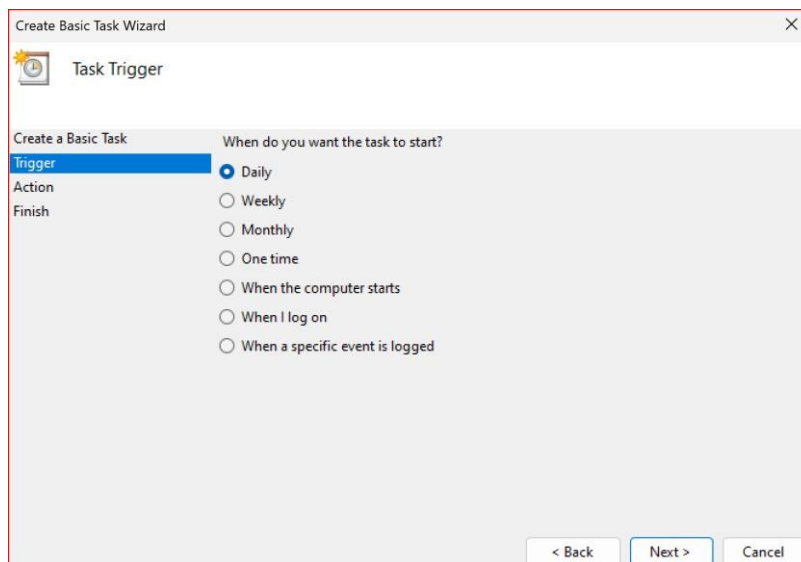 Create Basic Task Wizard
Task Trigger
Create a Basic Task
Trigger
Action
Finish
When do you want the task to start?
Daily
Weekly
Monthly
One time
When the computer starts
When I log on
When a specific event is logged
< Back
Next >
Cancel